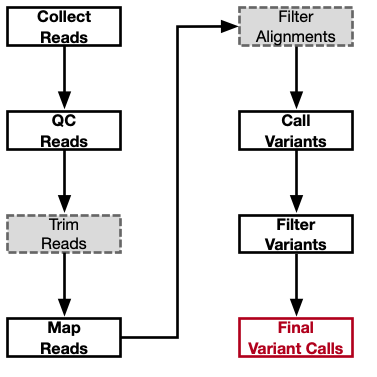 Collect
Reads
QC
Reads
Trim
Reads
Map
Reads
Filter
Alignments
Call
Variants
Filter
Variants
Final
Variant Calls